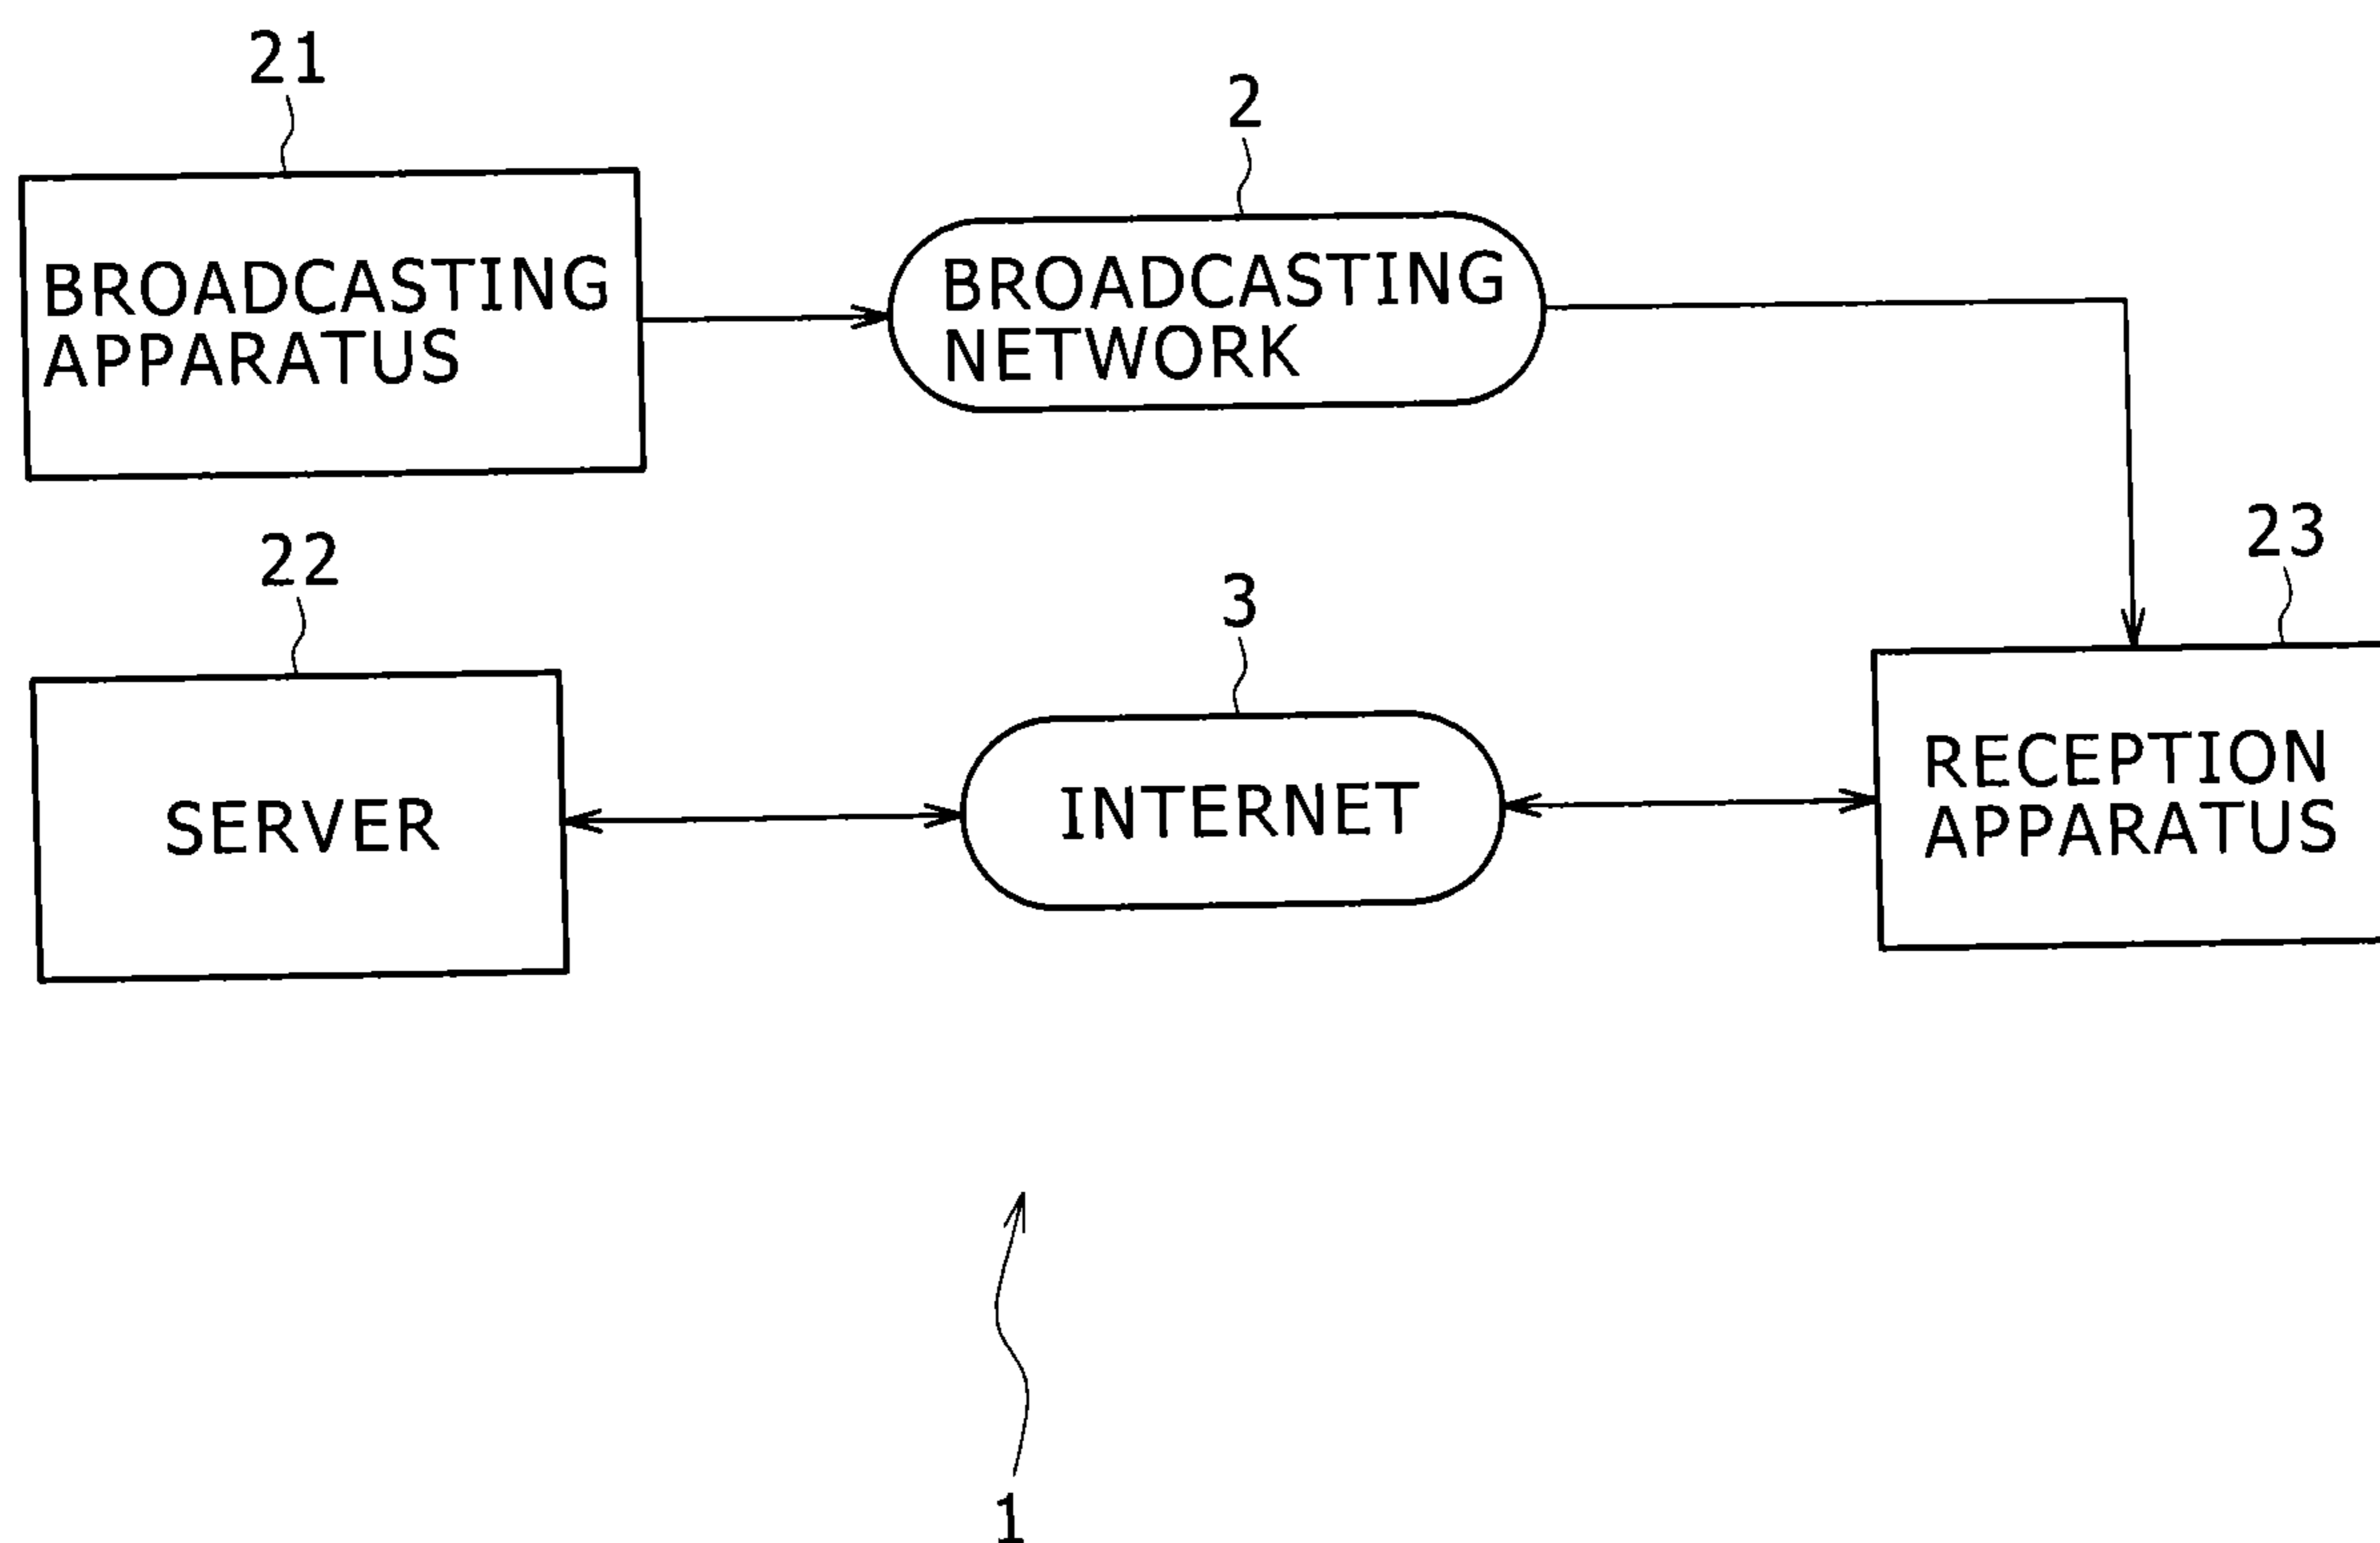 21
2
BROADCASTING
APPARATUS
BROADCASTING
NETWORK
22
3
23
SERVER
INTERNET
RECEPTION
APPARATUS
1